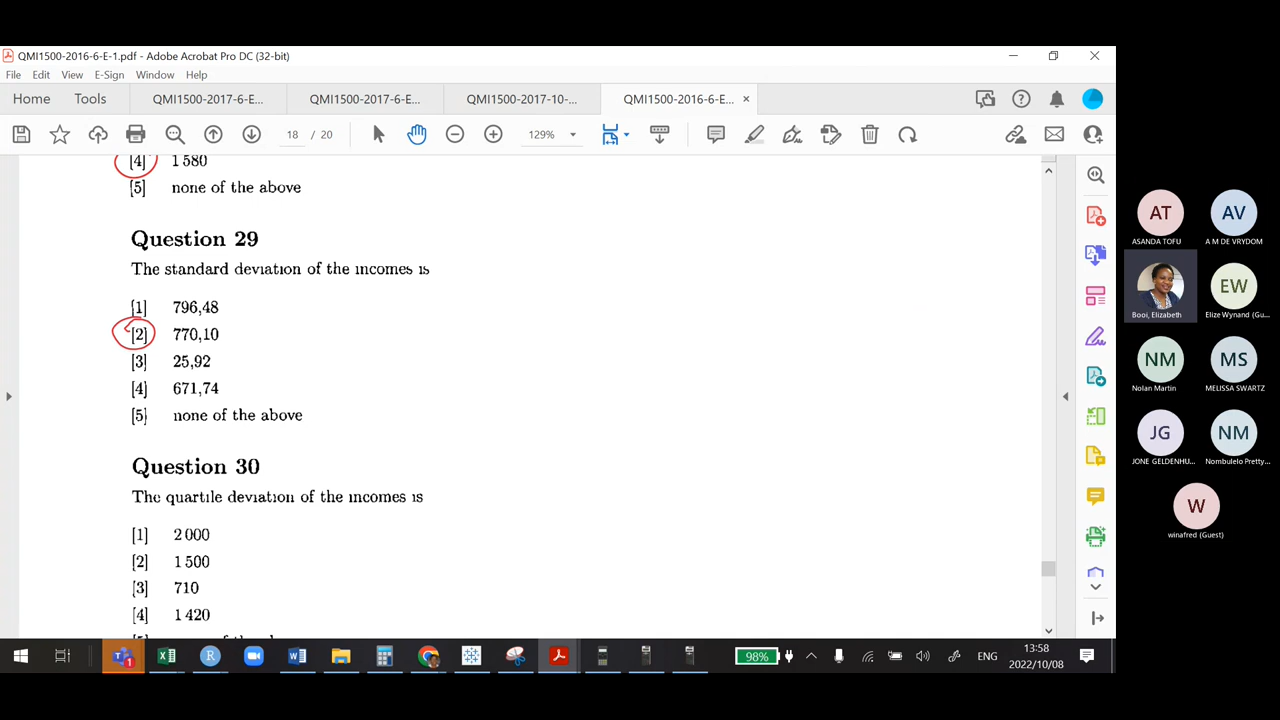 QMI1500-2016-6-E-1.pdf - Adobe Acrobat Pro DC (32-bit)
File Edit View E-Sign Window Help
Home Tools QMI1500-2017-6-E... QMI1500-2017-6-E... QMI1500-2017-10-... QMI1500-2016-6-E... ×
18 / 20 129%
[4] 1 580
[5] none of the above
Question 29
The standard deviation of the incomes is
[1] 796,48
[2] 770,10
[3] 25,92
[4] 671,74
[5] none of the above
Question 30
The quartile deviation of the incomes is
[1] 2 000
[2] 1 500
[3] 710
[4] 1 420
AT AV
ASANDA TOFU A M DE VRYDOM
EW
Booi, Elizabeth Elize Wynand (Gu...
NM MS
Nolan Martin MELISSA SWARTZ
JG NM
JONE GELDENHU... Nombulelo Pretty...
W
winafred (Guest)
98% ENG 13:58
2022/10/08